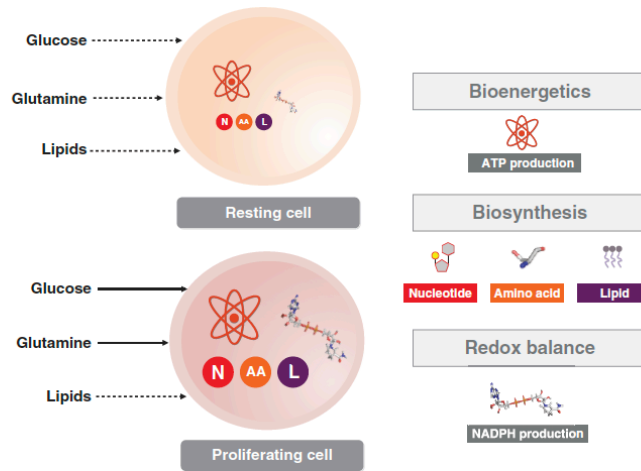 Glucose
Glutamine
Lipids
N AA L
Resting cell
Glucose
Glutamine
Lipids
N AA L
Proliferating cell
Bioenergetics
ATP production
Biosynthesis
Nucleotide Amino acid Lipid
Redox balance
NADPH production